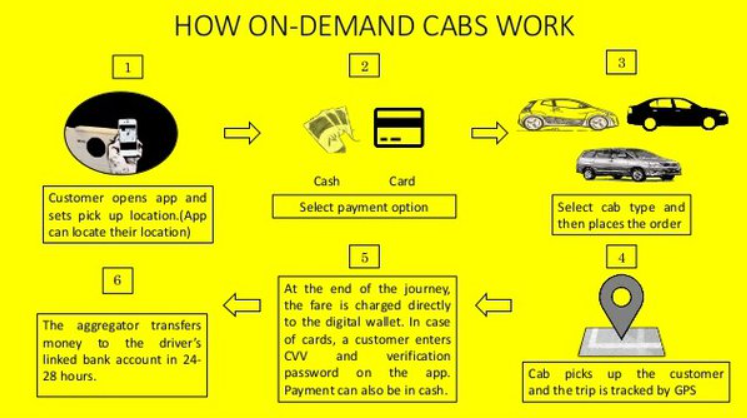 HOW ON-DEMAND CABS WORK
1
Customer opens app and
sets pick up location.(App
can locate their location)
2
Cash
Card
Select payment option
3
Select cab type and
then places the order
4
Cab picks up the customer
and the trip is tracked by GPS
5
At the end of the journey,
the fare is charged directly
to the digital wallet. In case
of cards, a customer enters
CVV and verification
password on the app.
Payment can also be in cash.
6
The aggregator transfers
money to the driver's
linked bank account in 24-
28 hours.